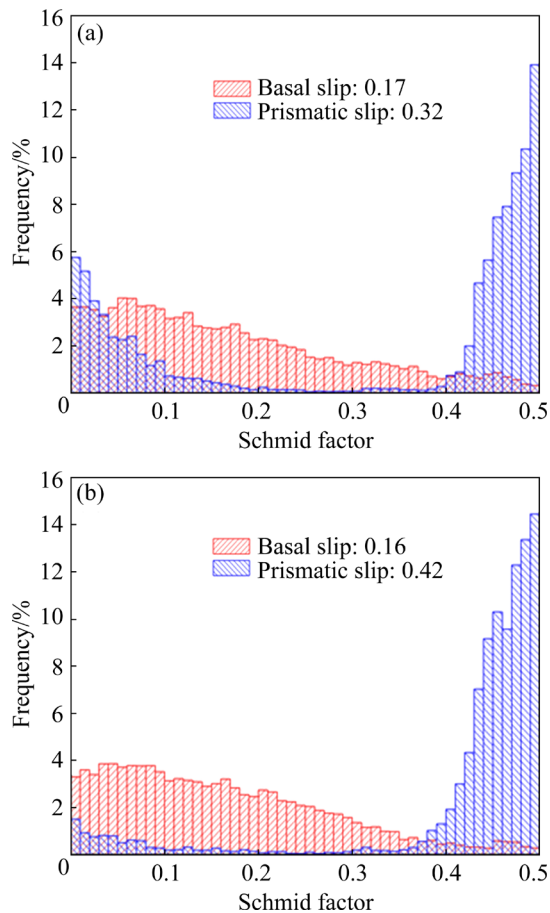 (a)
16
14
12
10
8
6
4
2
0
0.1
0.2
0.3
0.4
0.5
Frequency/%
Schmid factor
Basal slip: 0.17
Prismatic slip: 0.32
(b)
16
14
12
10
8
6
4
2
0
0.1
0.2
0.3
0.4
0.5
Frequency/%
Schmid factor
Basal slip: 0.16
Prismatic slip: 0.42